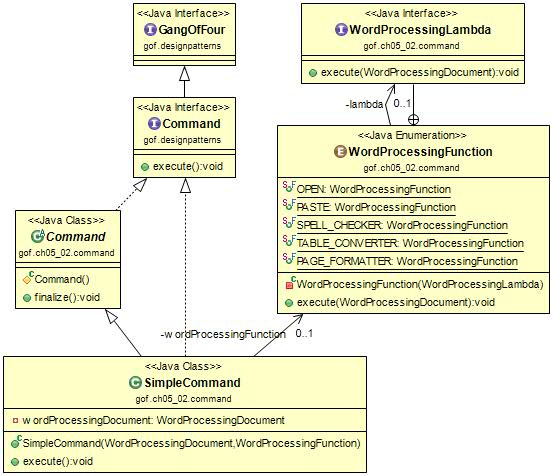 <<Java Interface>>
GangOfFour
gof.designpatterns
<<Java Interface>>
WordProcessingLambda
gof.ch05_02.command
execute(WordProcessingDocument):void
<<Java Interface>>
Command
gof.designpatterns
execute():void
-lambda
0..1
<<Java Enumeration>>
WordProcessingFunction
gof.ch05_02.command
OPEN: WordProcessingFunction
PASTE: WordProcessingFunction
SPELL_CHECKER: WordProcessingFunction
TABLE_CONVERTER: WordProcessingFunction
PAGE_FORMATTER: WordProcessingFunction
WordProcessingFunction(WordProcessingLambda)
execute(WordProcessingDocument):void
<<Java Class>>
Command
gof.ch05_02.command
Command()
finalize():void
-wordProcessingFunction
0..1
<<Java Class>>
SimpleCommand
gof.ch05_02.command
wordProcessingDocument: WordProcessingDocument
SimpleCommand(WordProcessingDocument,WordProcessingFunction)
execute():void